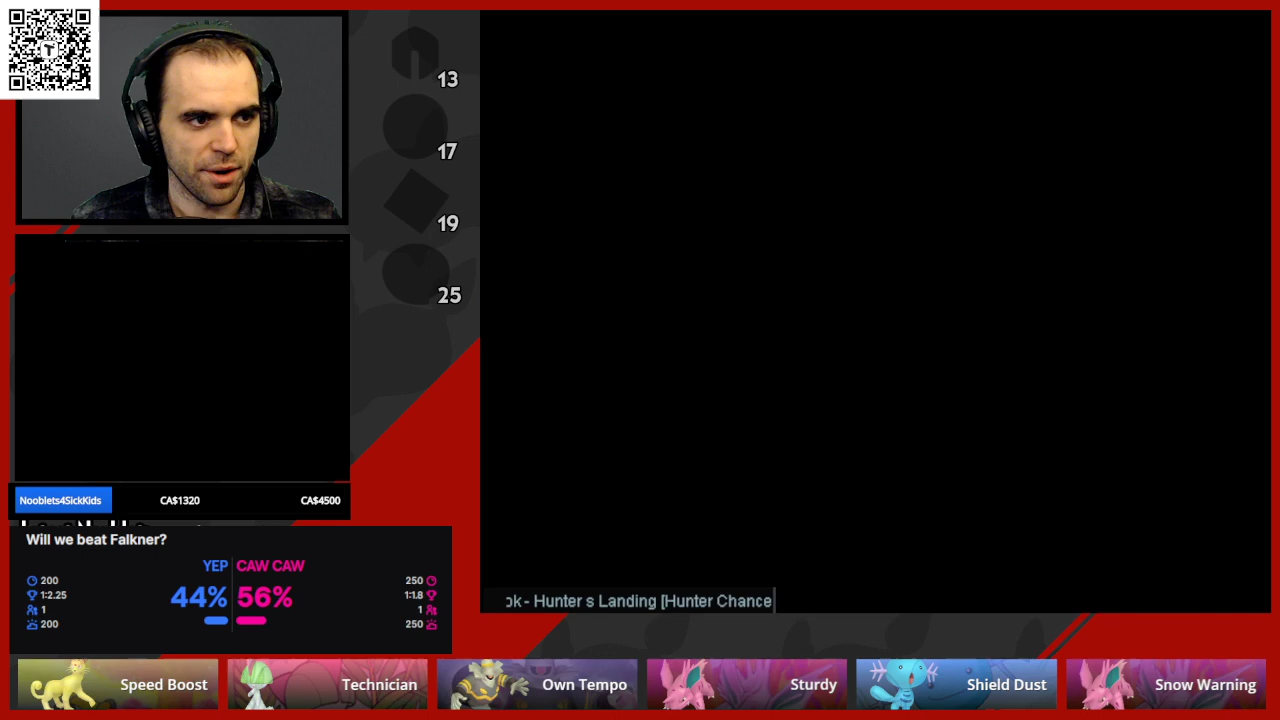 T
13
17
19
25
Nooblets4SickKids CA$1320 CA$4500
Will we beat Falkner?
YEP CAW CAW
200 250
1:2.25 44% 56% 1:1.8
1 1
200 250
- Hunter s Landing [Hunter Chance
Speed Boost Technician Own Tempo Sturdy Shield Dust Snow Warning